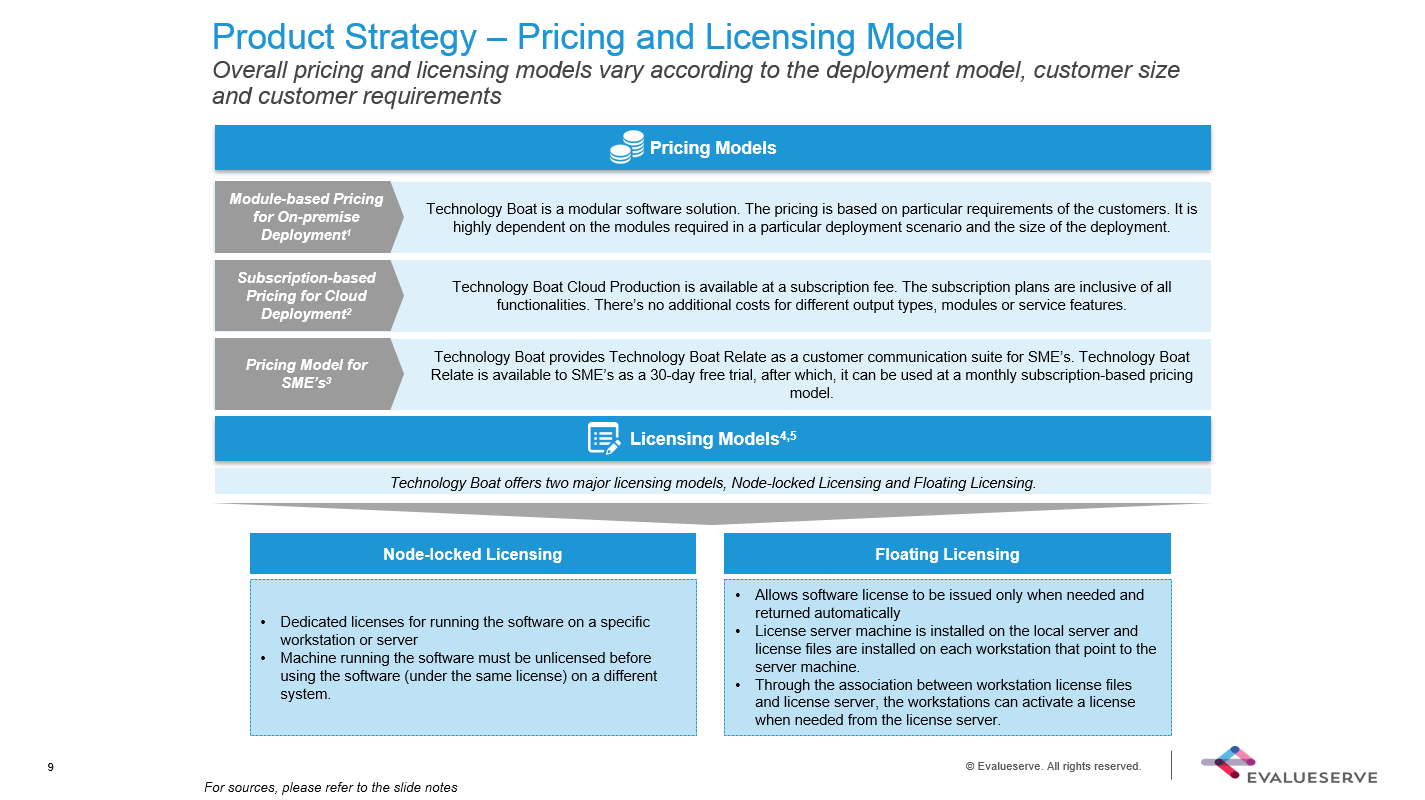 Product Strategy – Pricing and Licensing Model
Overall pricing and licensing models vary according to the deployment model, customer size
and customer requirements
Pricing Models
Module-based Pricing
for On-premise
Deployment¹
Technology Boat is a modular software solution. The pricing is based on particular requirements of the customers. It is
highly dependent on the modules required in a particular deployment scenario and the size of the deployment.
Subscription-based
Pricing for Cloud
Deployment²
Technology Boat Cloud Production is available at a subscription fee. The subscription plans are inclusive of all
functionalities. There’s no additional costs for different output types, modules or service features.
Pricing Model for
SME’s³
Technology Boat provides Technology Boat Relate as a customer communication suite for SME’s. Technology Boat
Relate is available to SME’s as a 30-day free trial, after which, it can be used at a monthly subscription-based pricing
model.
Licensing Models⁴,⁵
Technology Boat offers two major licensing models, Node-locked Licensing and Floating Licensing.
Node-locked Licensing
• Dedicated licenses for running the software on a specific
workstation or server
• Machine running the software must be unlicensed before
using the software (under the same license) on a different
system.
Floating Licensing
• Allows software license to be issued only when needed and
returned automatically
• License server machine is installed on the local server and
license files are installed on each workstation that point to the
server machine.
• Through the association between workstation license files
and license server, the workstations can activate a license
when needed from the license server.
9
© Evalueserve. All rights reserved.
EVALUESERVE
For sources, please refer to the slide notes